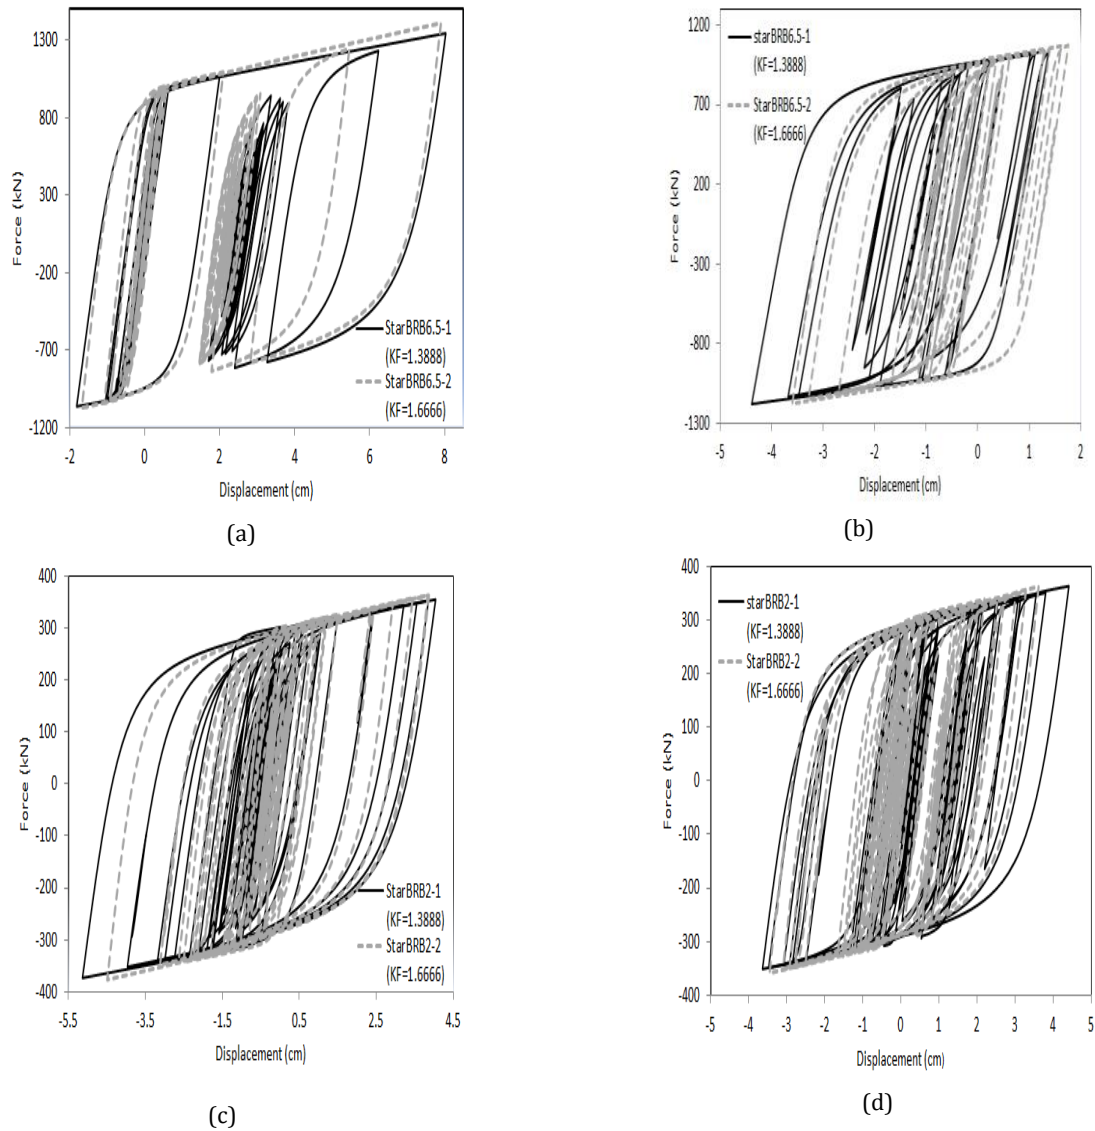 1300
800
300
-200
-700
-1200
Force (kN)
-2 0 2 4 6 8
Displacement (cm)
StarBRB6.5-1
(KF=1.3888)
StarBRB6.5-2
(KF=1.6666)
(a)
1200
700
200
-300
-800
-1300
Force (kN)
-5 -4 -3 -2 -1 0 1 2
Displacement (cm)
starBRB6.5-1
(KF=1.3888)
StarBRB6.5-2
(KF=1.6666)
(b)
400
300
200
100
0
-100
-200
-300
-400
Force (kN)
-5.5 -3.5 -1.5 0.5 2.5 4.5
Displacement (cm)
StarBRB2-1
(KF=1.3888)
StarBRB2-2
(KF=1.6666)
(c)
400
300
200
100
0
-100
-200
-300
-400
Force (kN)
-5 -4 -3 -2 -1 0 1 2 3 4 5
Displacement (cm)
starBRB2-1
(KF=1.3888)
StarBRB2-2
(KF=1.6666)
(d)